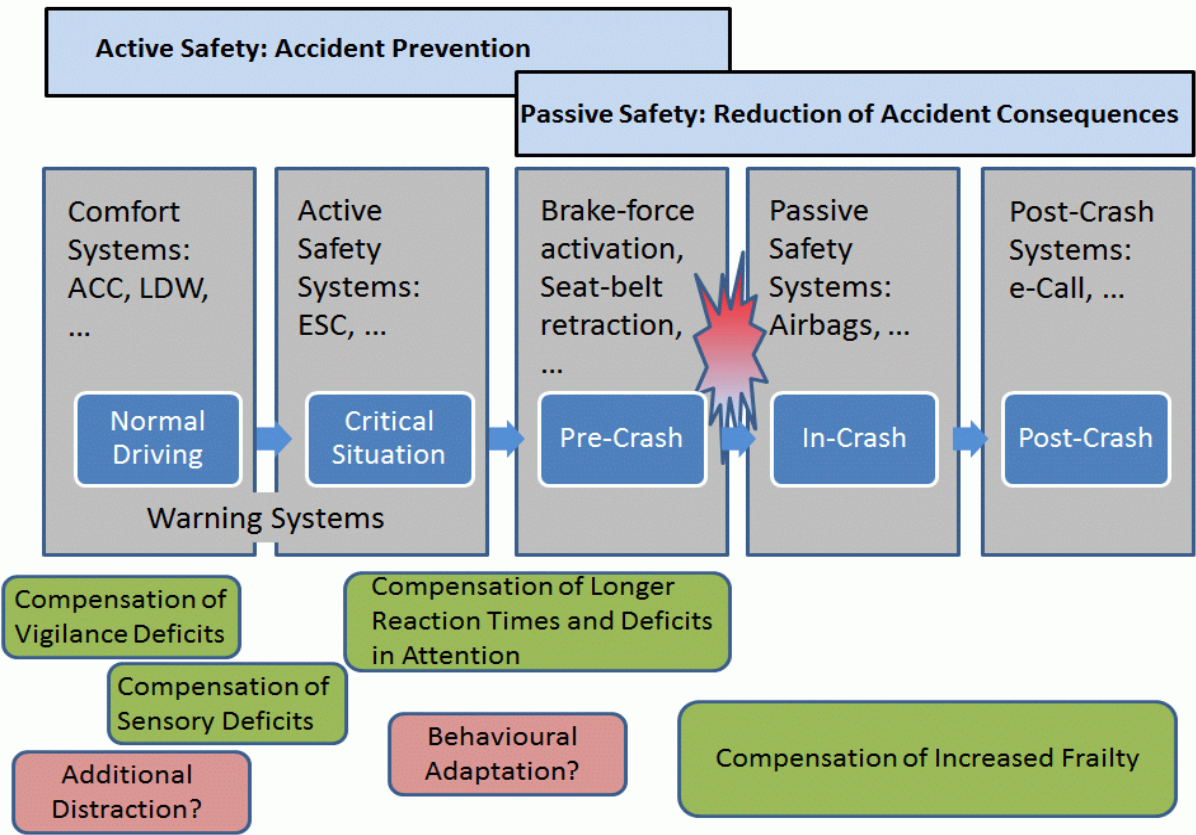 Active Safety: Accident Prevention
Passive Safety: Reduction of Accident Consequences
Comfort
Systems:
ACC, LDW,
...
Active
Safety
Systems:
ESC, ...
Brake-force
activation,
Seat-belt
retraction,
...
Passive
Safety
Systems:
Airbags, ...
Post-Crash
Systems:
e-Call, ...
Normal
Driving
Critical
Situation
Pre-Crash
In-Crash
Post-Crash
Warning Systems
Compensation of
Vigilance Deficits
Compensation of Longer
Reaction Times and Deficits
in Attention
Compensation of
Sensory Deficits
Additional
Distraction?
Behavioural
Adaptation?
Compensation of Increased Frailty